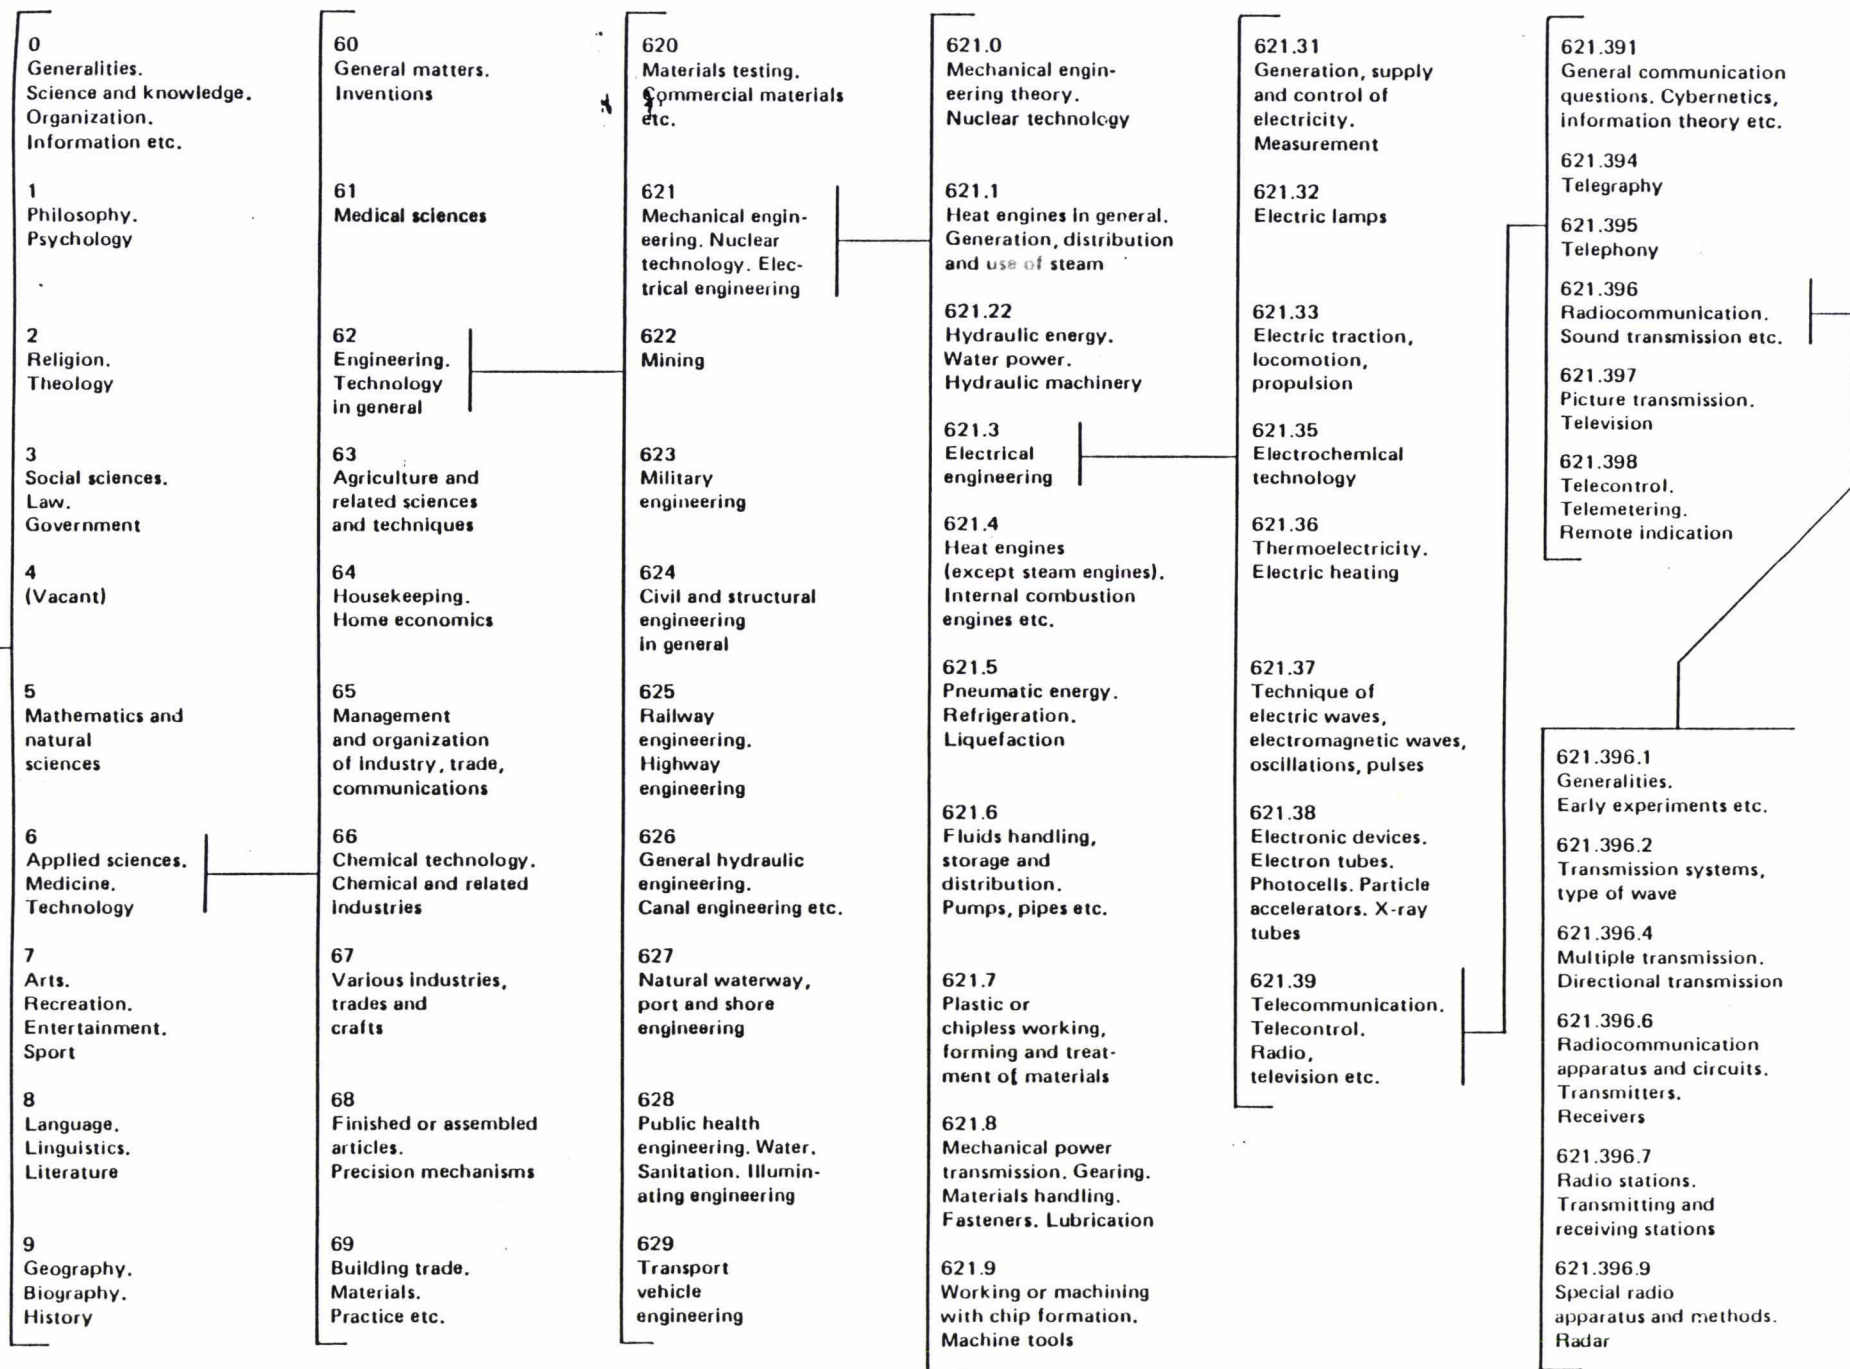 0
Generalities.
Science and knowledge.
Organization.
Information etc.
1
Philosophy.
Psychology
2
Religion.
Theology
3
Social sciences.
Law.
Government
4
(Vacant)
5
Mathematics and
natural
sciences
6
Applied sciences.
Medicine.
Technology
7
Arts.
Recreation.
Entertainment.
Sport
8
Language.
Linguistics.
Literature
9
Geography.
Biography.
History
60
General matters.
Inventions
61
Medical sciences
62
Engineering.
Technology
in general
63
Agriculture and
related sciences
and techniques
64
Housekeeping.
Home economics
65
Management
and organization
of industry, trade,
communications
66
Chemical technology.
Chemical and related
industries
67
Various industries,
trades and
crafts
68
Finished or assembled
articles.
Precision mechanisms
69
Building trade.
Materials.
Practice etc.
620
Materials testing.
Commercial materials
etc.
621
Mechanical engin-
eering. Nuclear
technology. Elec-
trical engineering
622
Mining
623
Military
engineering
624
Civil and structural
engineering
in general
625
Railway
engineering.
Highway
engineering
626
General hydraulic
engineering.
Canal engineering etc.
627
Natural waterway,
port and shore
engineering
628
Public health
engineering. Water.
Sanitation. Illumin-
ating engineering
629
Transport
vehicle
engineering
621.0
Mechanical engin-
eering theory.
Nuclear technology
621.1
Heat engines in general.
Generation, distribution
and use of steam
621.22
Hydraulic energy.
Water power.
Hydraulic machinery
621.3
Electrical
engineering
621.4
Heat engines
(except steam engines).
Internal combustion
engines etc.
621.5
Pneumatic energy.
Refrigeration.
Liquefaction
621.6
Fluids handling,
storage and
distribution.
Pumps, pipes etc.
621.7
Plastic or
chipless working,
forming and treat-
ment of materials
621.8
Mechanical power
transmission. Gearing.
Materials handling.
Fasteners. Lubrication
621.9
Working or machining
with chip formation.
Machine tools
621.31
Generation, supply
and control of
electricity.
Measurement
621.32
Electric lamps
621.33
Electric traction,
locomotion,
propulsion
621.35
Electrochemical
technology
621.36
Thermoelectricity.
Electric heating
621.37
Technique of
electric waves,
electromagnetic waves,
oscillations, pulses
621.38
Electronic devices.
Electron tubes.
Photocells. Particle
accelerators. X-ray
tubes
621.39
Telecommunication.
Telecontrol.
Radio,
television etc.
621.391
General communication
questions. Cybernetics,
information theory etc.
621.394
Telegraphy
621.395
Telephony
621.396
Radiocommunication.
Sound transmission etc.
621.397
Picture transmission.
Television
621.398
Telecontrol.
Telemetering.
Remote indication
621.396.1
Generalities.
Early experiments etc.
621.396.2
Transmission systems,
type of wave
621.396.4
Multiple transmission.
Directional transmission
621.396.6
Radiocommunication
apparatus and circuits.
Transmitters.
Receivers
621.396.7
Radio stations.
Transmitting and
receiving stations
621.396.9
Special radio
apparatus and methods.
Radar